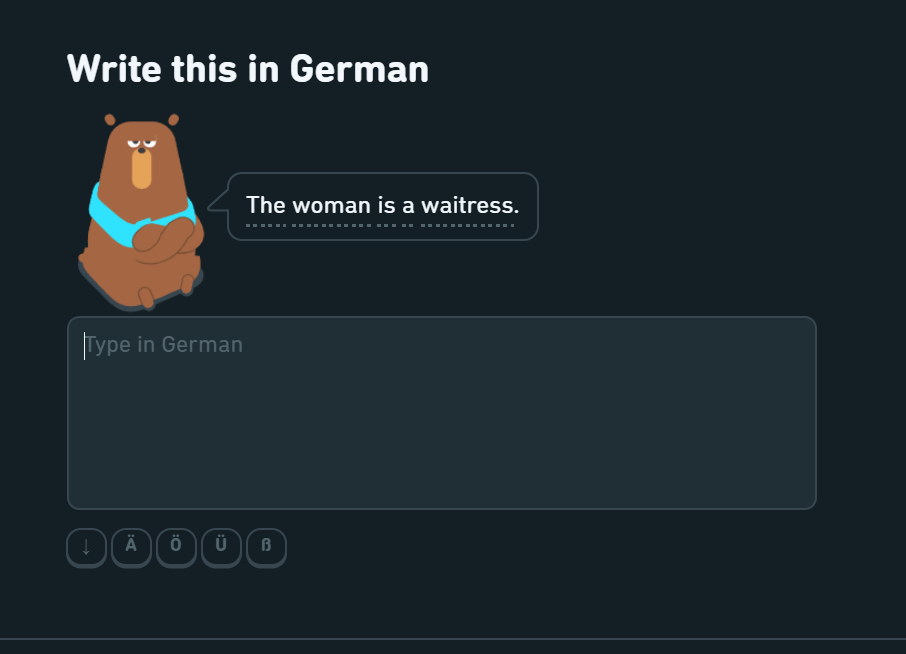 Write this in German
The woman is a waitress.
Type in German
↓ Ä Ö Ü ß